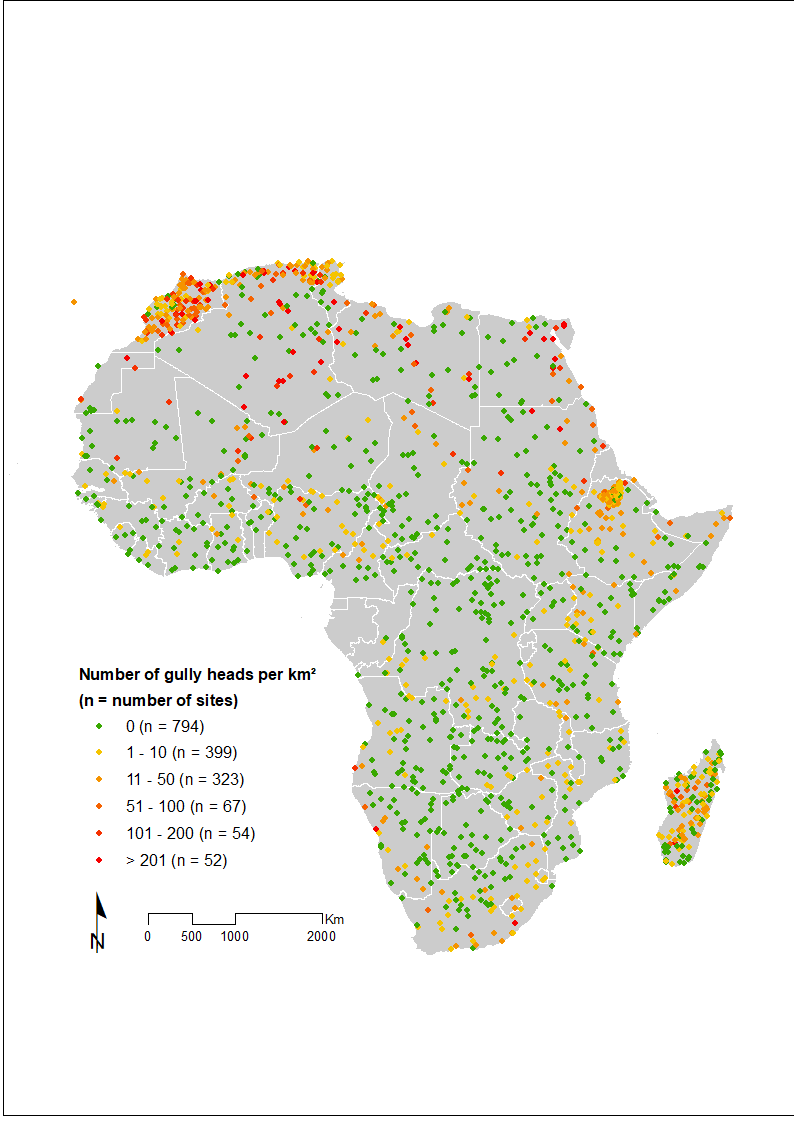 Number of gully heads per km²
(n = number of sites)
0 (n = 794)
1 - 10 (n = 399)
11 - 50 (n = 323)
51 - 100 (n = 67)
101 - 200 (n = 54)
> 201 (n = 52)
N
Km
0 500 1000 2000